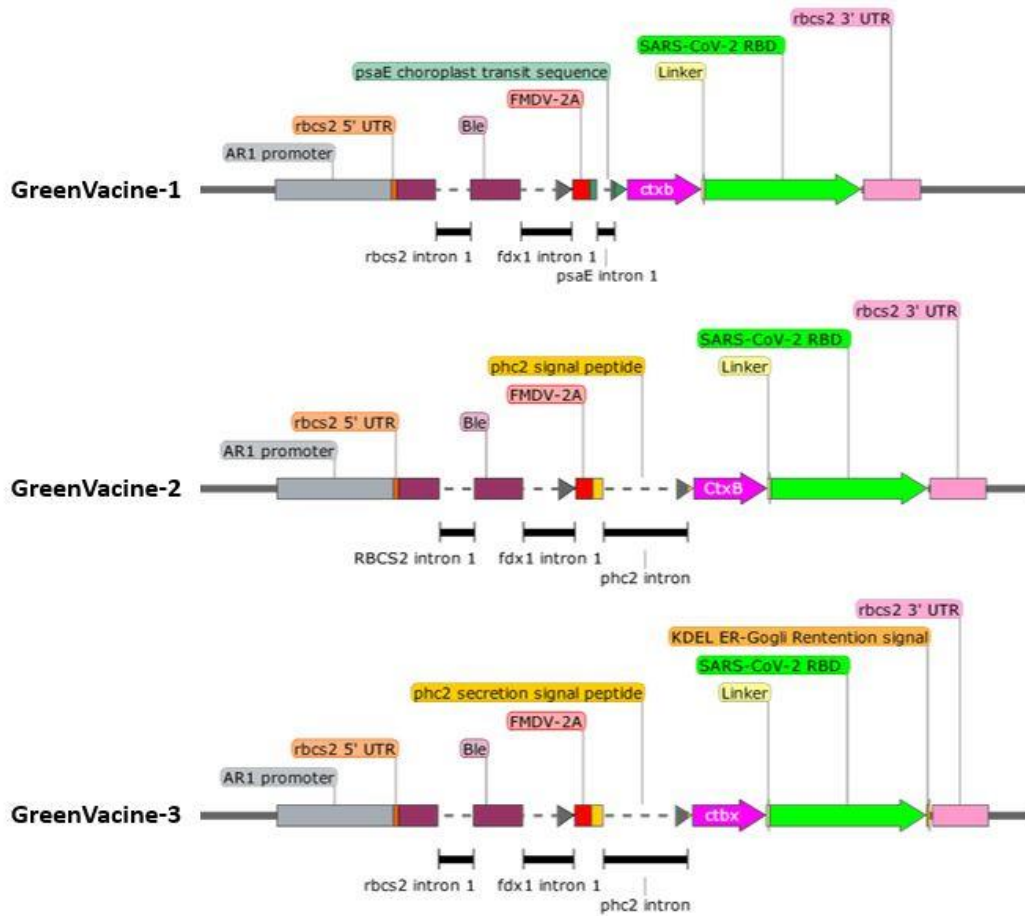 rbcs2 3' UTR
SARS-CoV-2 RBD
psaE choroplast transit sequence
Linker
FMDV-2A
rbcs2 5' UTR
Ble
AR1 promoter
GreenVacine-1
ctxb
rbcs2 intron 1
fdx1 intron 1
psaE intron 1
rbcs2 3' UTR
SARS-CoV-2 RBD
phc2 signal peptide
Linker
FMDV-2A
rbcs2 5' UTR
Ble
AR1 promoter
GreenVacine-2
CtxB
RBCS2 intron 1
fdx1 intron 1
phc2 intron
rbcs2 3' UTR
KDEL ER-Gogli Rentention signal
SARS-CoV-2 RBD
phc2 secretion signal peptide
Linker
FMDV-2A
rbcs2 5' UTR
Ble
AR1 promoter
GreenVacine-3
ctbx
rbcs2 intron 1
fdx1 intron 1
phc2 intron